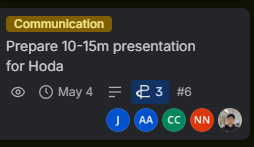 Communication
Prepare 10-15m presentation
for Hoda
May 4 3 #6
J AA CC NN